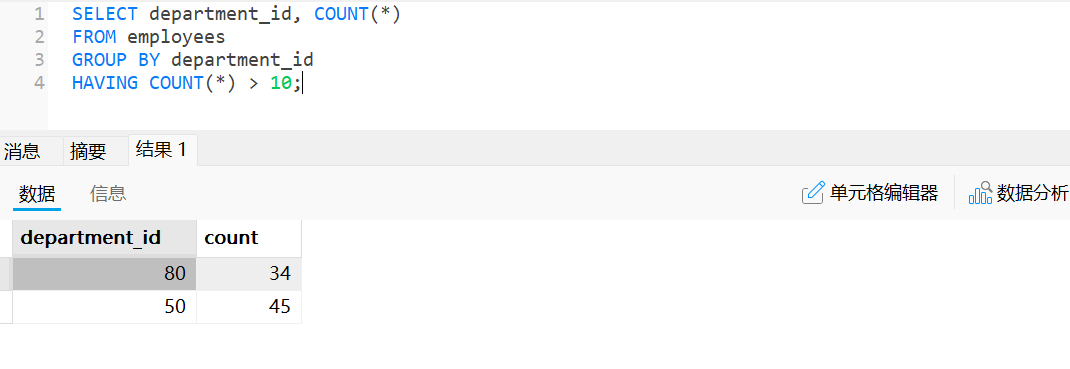 1 SELECT department_id, COUNT(*)
2 FROM employees
3 GROUP BY department_id
4 HAVING COUNT(*) > 10;
消息 摘要 结果 1
数据 信息 单元格编辑器 数据分析
department_id count
80 34
50 45